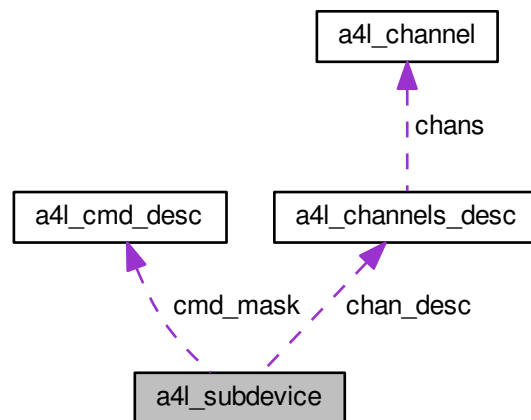 a4l_channel
chans
a4l_cmd_desc
a4l_channels_desc
cmd_mask
chan_desc
a4l_subdevice